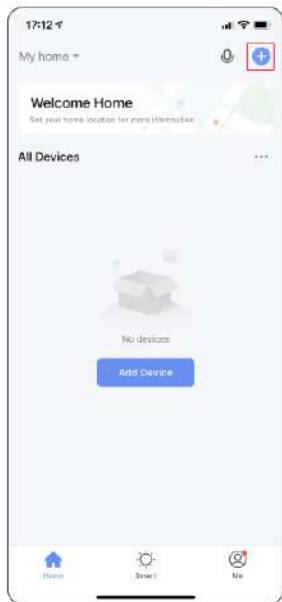 17:12
My home
Welcome Home
Set your home location for more information
All Devices
No devices
Add Device
Home
Smart
Me